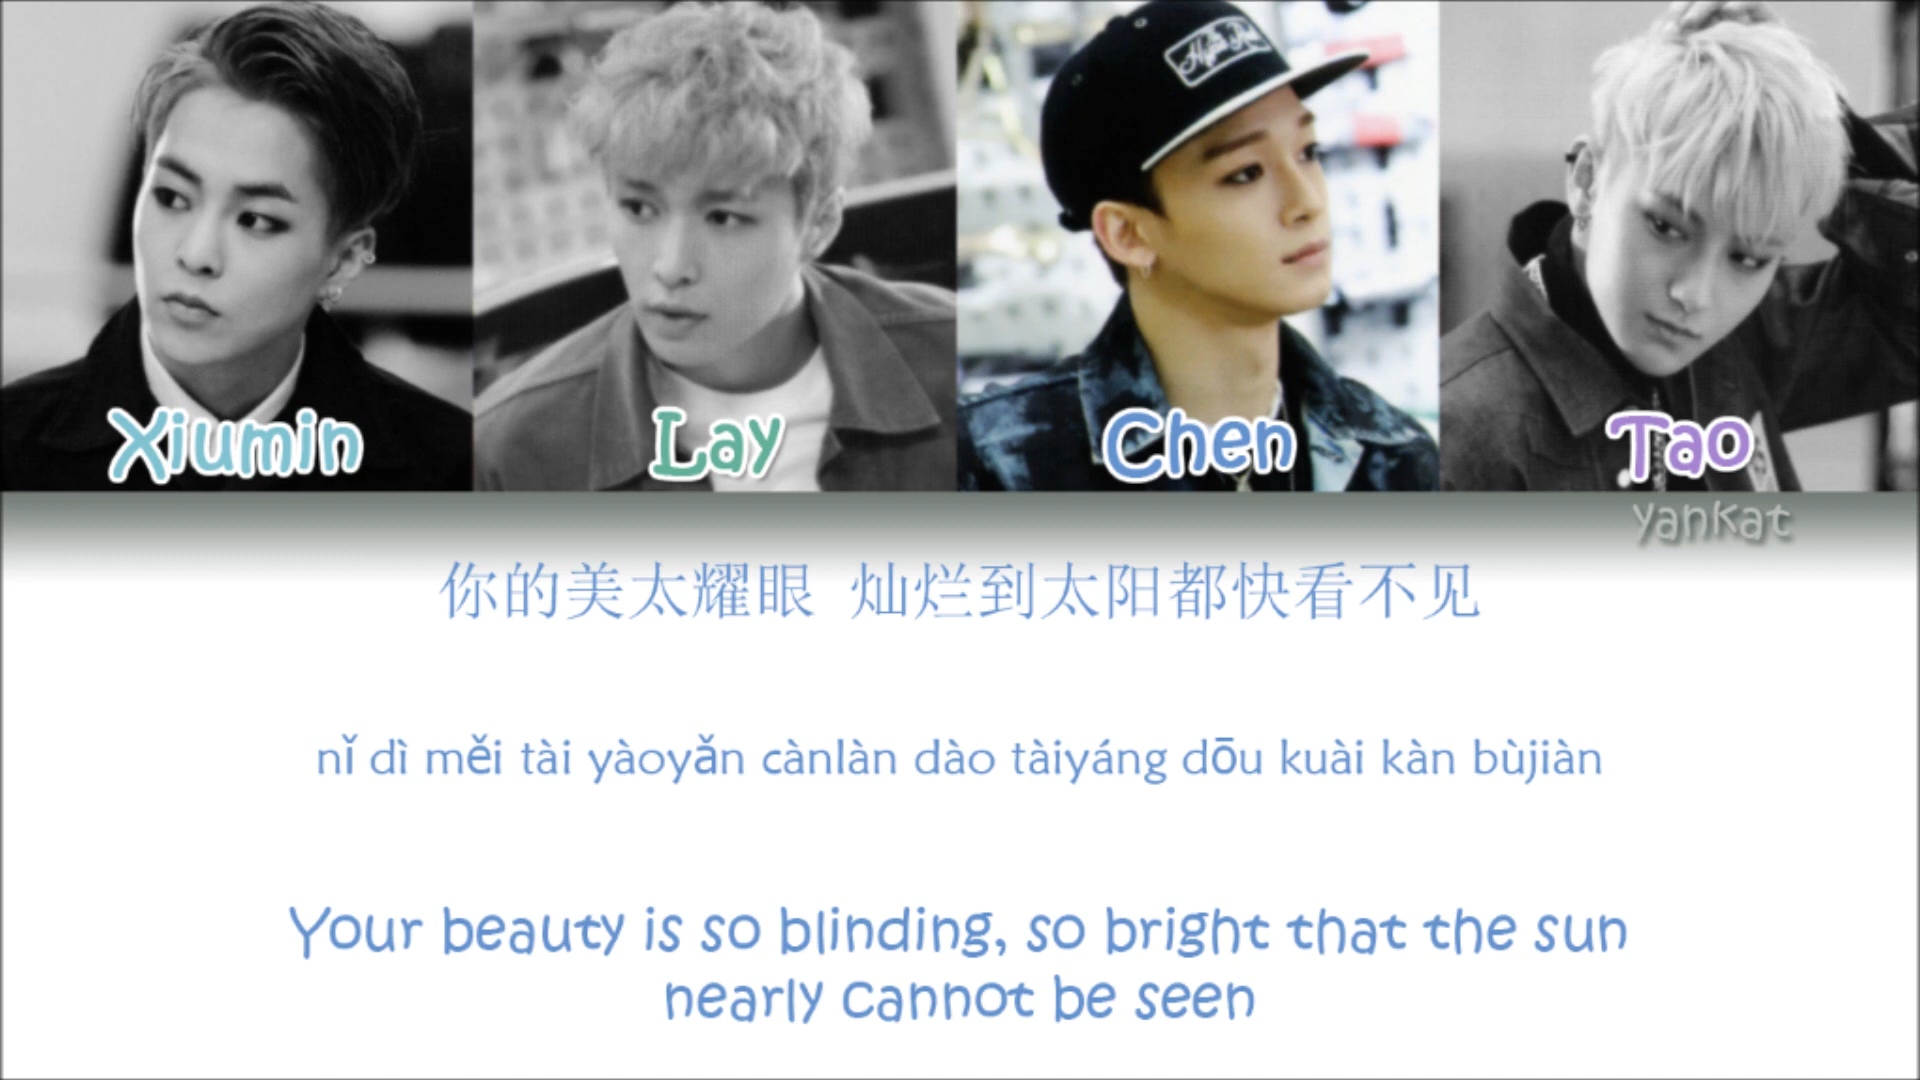 Xiumin
Lay
Chen
Tao
yankat
你的美太耀眼 灿烂到太阳都快看不见
nǐ dì měi tài yàoyǎn cànlàn dào tàiyáng dōu kuài kàn bùjiàn
Your beauty is so blinding, so bright that the sun
nearly cannot be seen